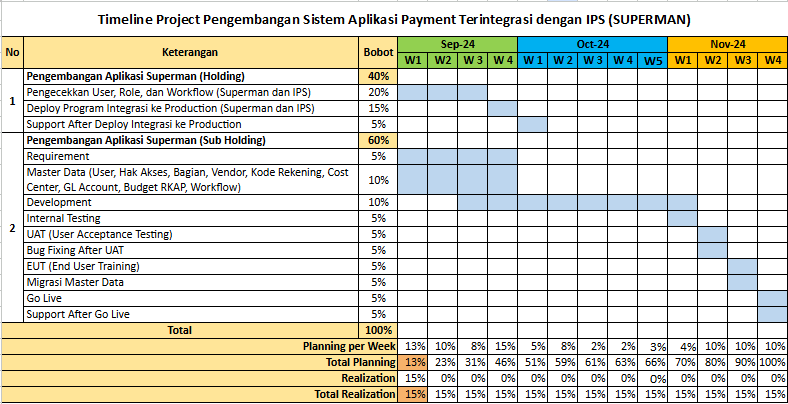 Timeline Project Pengembangan Sistem Aplikasi Payment Terintegrasi dengan IPS (SUPERMAN)
No Keterangan Bobot Sep-24 Oct-24 Nov-24
W1 W2 W 3 W 4 W 1 W 2 W 3 W 4 W5 W1 W2 W3 W4
1 Pengembangan Aplikasi Superman (Holding) 40%
Pengecekkan User, Role, dan Workflow (Superman dan IPS) 20%
Deploy Program Integrasi ke Production (Superman dan IPS) 15%
Support After Deploy Integrasi ke Production 5%
2 Pengembangan Aplikasi Superman (Sub Holding) 60%
Requirement 5%
Master Data (User, Hak Akses, Bagian, Vendor, Kode Rekening, Cost
Center, GL Account, Budget RKAP, Workflow) 10%
Development 10%
Internal Testing 5%
UAT (User Acceptance Testing) 5%
Bug Fixing After UAT 5%
EUT (End User Training) 5%
Migrasi Master Data 5%
Go Live 5%
Support After Go Live 5%
Total 100%
Planning per Week 13% 10% 8% 15% 5% 8% 2% 2% 3% 4% 10% 10% 10%
Total Planning 13% 23% 31% 46% 51% 59% 61% 63% 66% 70% 80% 90% 100%
Realization 15% 0% 0% 0% 0% 0% 0% 0% 0% 0% 0% 0% 0%
Total Realization 15% 15% 15% 15% 15% 15% 15% 15% 15% 15% 15% 15% 15%